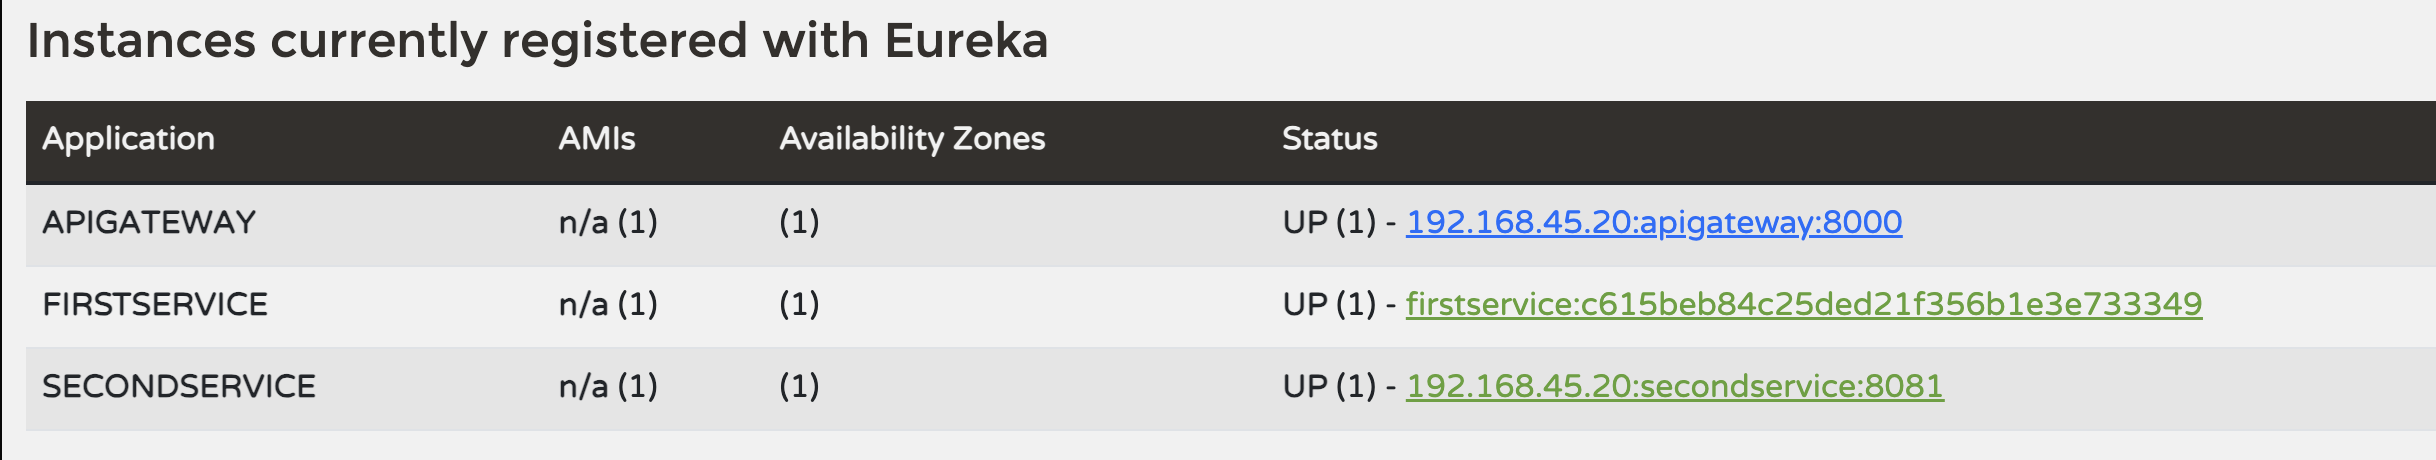 Instances currently registered with Eureka
Application AMIs Availability Zones Status
APIGATEWAY n/a (1) (1) UP (1) - 192.168.45.20:apigateway:8000
FIRSTSERVICE n/a (1) (1) UP (1) - firstservice:c615beb84c25ded21f356b1e3e733349
SECONDSERVICE n/a (1) (1) UP (1) - 192.168.45.20:secondservice:8081